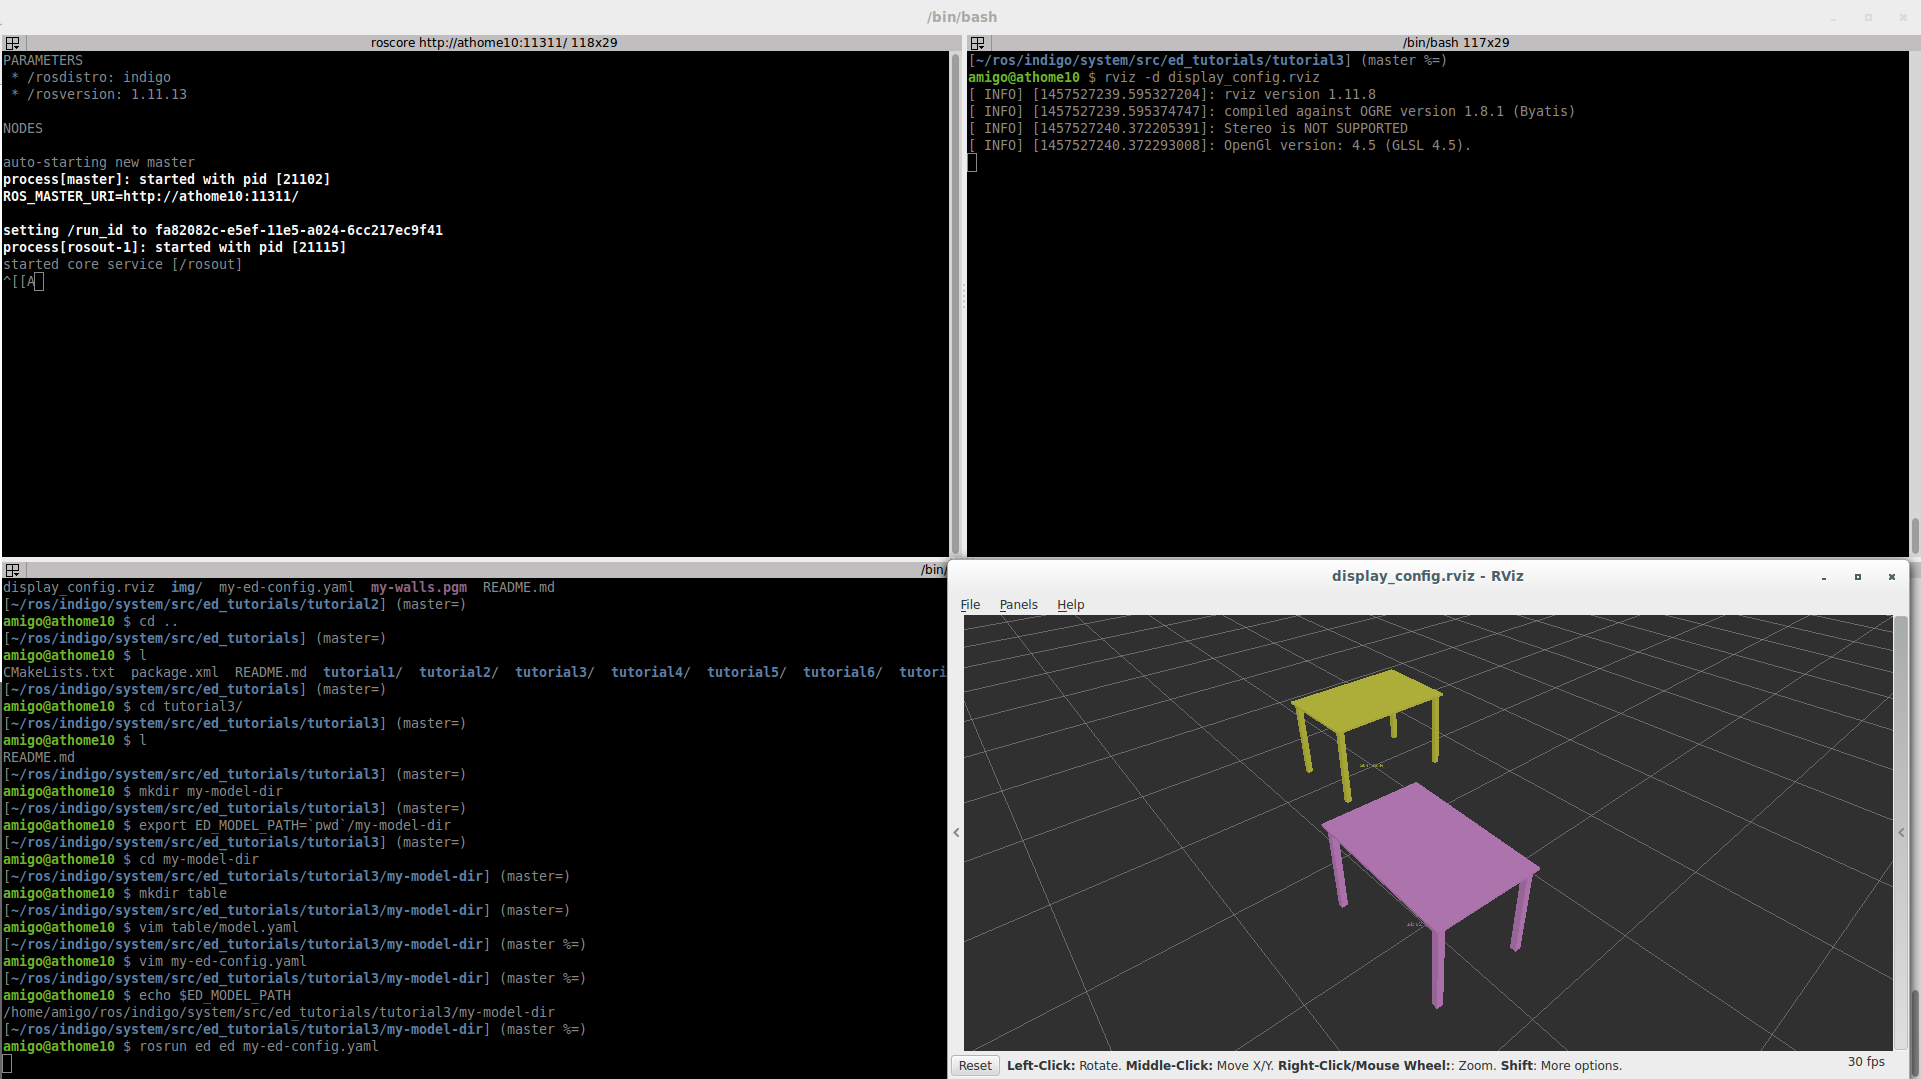 /bin/bash
roscore http://athome10:11311/ 118x29
PARAMETERS
 * /rosdistro: indigo
 * /rosversion: 1.11.13
NODES
auto-starting new master
process[master]: started with pid [21102]
ROS_MASTER_URI=http://athome10:11311/
setting /run_id to fa82082c-e5ef-11e5-a024-6cc217ec9f41
process[rosout-1]: started with pid [21115]
started core service [/rosout]
^[[A
/bin/bash 117x29
[~/ros/indigo/system/src/ed_tutorials/tutorial3] (master %=)
amigo@athome10 $ rviz -d display_config.rviz
[ INFO] [1457527239.595327204]: rviz version 1.11.8
[ INFO] [1457527239.595374747]: compiled against OGRE version 1.8.1 (Byatis)
[ INFO] [1457527240.372205391]: Stereo is NOT SUPPORTED
[ INFO] [1457527240.372293008]: OpenGl version: 4.5 (GLSL 4.5).
/bin/
display_config.rviz  img/  my-ed-config.yaml  my-walls.pgm  README.md
[~/ros/indigo/system/src/ed_tutorials/tutorial2] (master=)
amigo@athome10 $ cd ..
[~/ros/indigo/system/src/ed_tutorials] (master=)
amigo@athome10 $ l
CMakeLists.txt  package.xml  README.md  tutorial1/  tutorial2/  tutorial3/  tutorial4/  tutorial5/  tutorial6/  tutori
[~/ros/indigo/system/src/ed_tutorials] (master=)
amigo@athome10 $ cd tutorial3/
[~/ros/indigo/system/src/ed_tutorials/tutorial3] (master=)
amigo@athome10 $ l
README.md
[~/ros/indigo/system/src/ed_tutorials/tutorial3] (master=)
amigo@athome10 $ mkdir my-model-dir
[~/ros/indigo/system/src/ed_tutorials/tutorial3] (master=)
amigo@athome10 $ export ED_MODEL_PATH=`pwd`/my-model-dir
[~/ros/indigo/system/src/ed_tutorials/tutorial3] (master=)
amigo@athome10 $ cd my-model-dir
[~/ros/indigo/system/src/ed_tutorials/tutorial3/my-model-dir] (master=)
amigo@athome10 $ mkdir table
[~/ros/indigo/system/src/ed_tutorials/tutorial3/my-model-dir] (master=)
amigo@athome10 $ vim table/model.yaml
[~/ros/indigo/system/src/ed_tutorials/tutorial3/my-model-dir] (master %=)
amigo@athome10 $ vim my-ed-config.yaml
[~/ros/indigo/system/src/ed_tutorials/tutorial3/my-model-dir] (master %=)
amigo@athome10 $ echo $ED_MODEL_PATH
/home/amigo/ros/indigo/system/src/ed_tutorials/tutorial3/my-model-dir
[~/ros/indigo/system/src/ed_tutorials/tutorial3/my-model-dir] (master %=)
amigo@athome10 $ rosrun ed ed my-ed-config.yaml
display_config.rviz - RViz
File  Panels  Help
Reset  Left-Click: Rotate. Middle-Click: Move X/Y. Right-Click/Mouse Wheel:: Zoom. Shift: More options.  30 fps